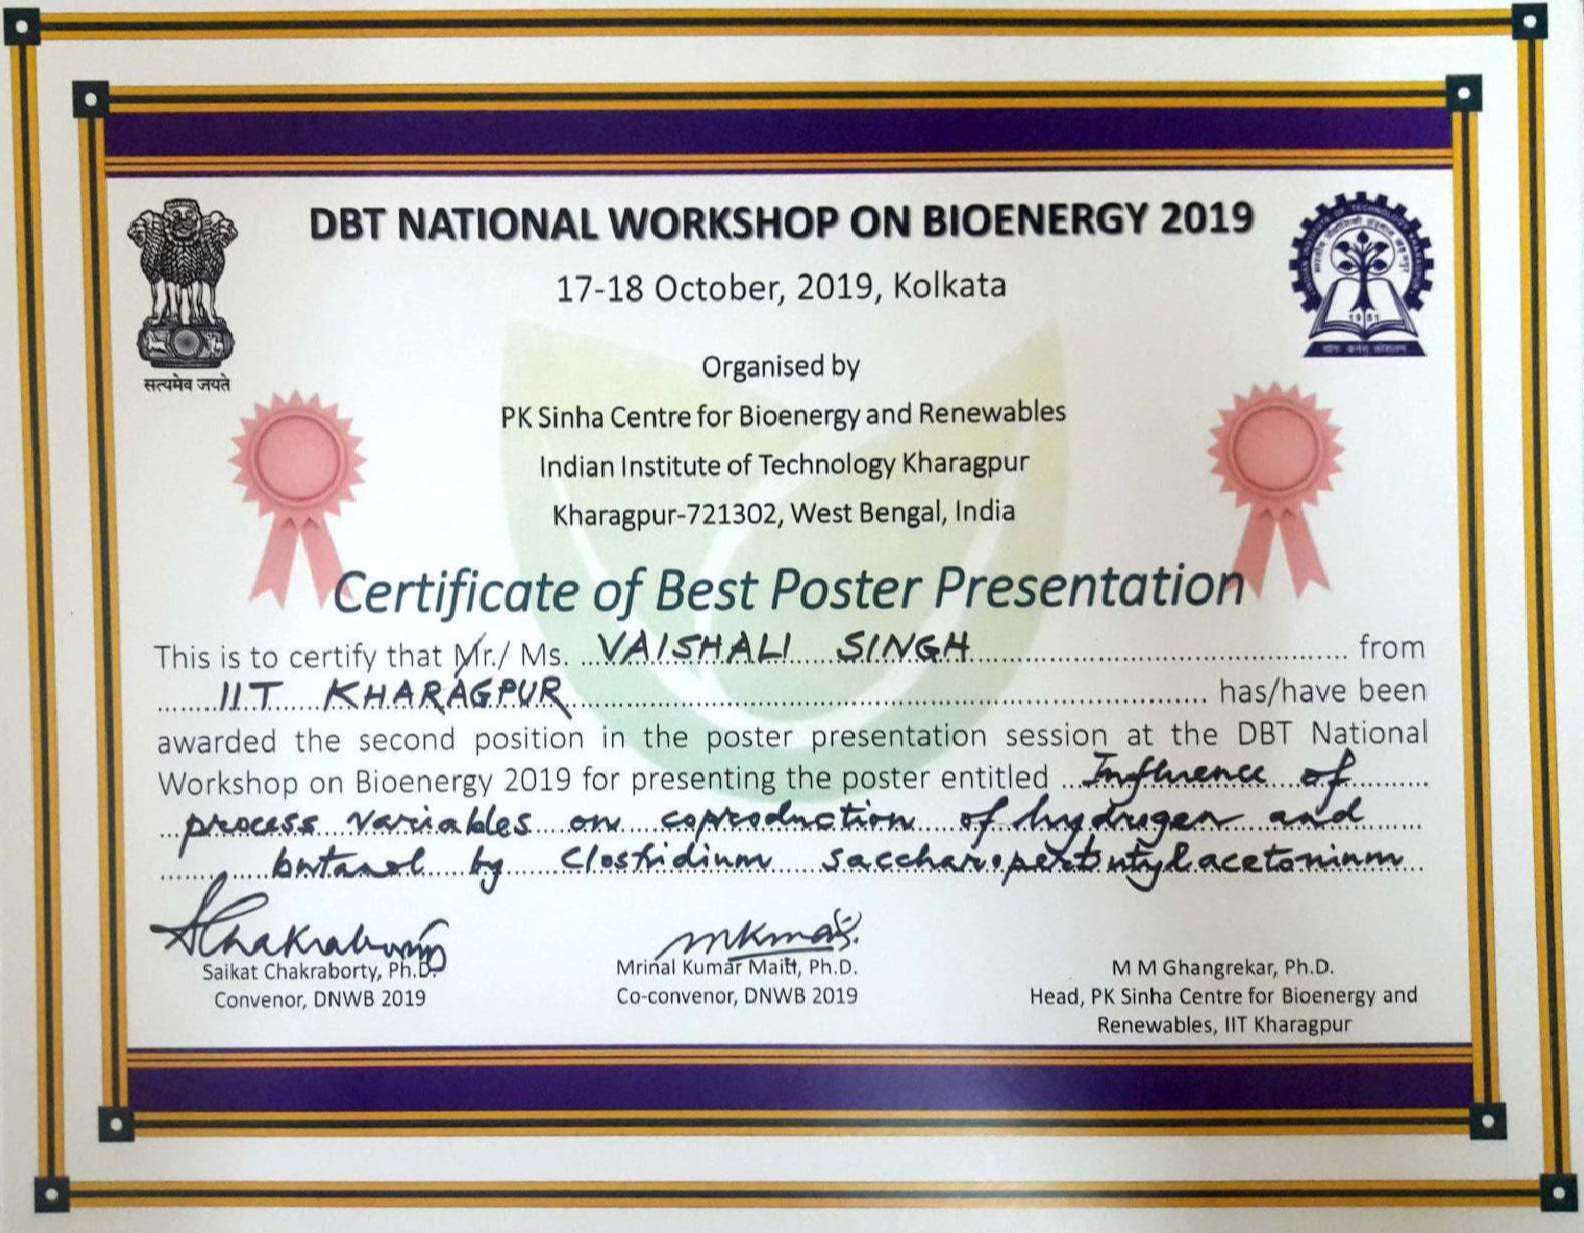 DBT NATIONAL WORKSHOP ON BIOENERGY 2019
17-18 October, 2019, Kolkata
सत्यमेव जयते
1951
योगः कर्मसु कौशलम्
Organised by
PK Sinha Centre for Bioenergy and Renewables
Indian Institute of Technology Kharagpur
Kharagpur-721302, West Bengal, India
Certificate of Best Poster Presentation
This is to certify that Mr./ Ms. VAISHALI SINGH from
IIT KHARAGPUR has/have been
awarded the second position in the poster presentation session at the DBT National
Workshop on Bioenergy 2019 for presenting the poster entitled Influence of
process variables on coproduction of hydrogen and
butanol by Clostridium saccharoperbutylacetonium
Saikat Chakraborty, Ph.D.
Convenor, DNWB 2019
Mrinal Kumar Maiti, Ph.D.
Co-convenor, DNWB 2019
M M Ghangrekar, Ph.D.
Head, PK Sinha Centre for Bioenergy and
Renewables, IIT Kharagpur